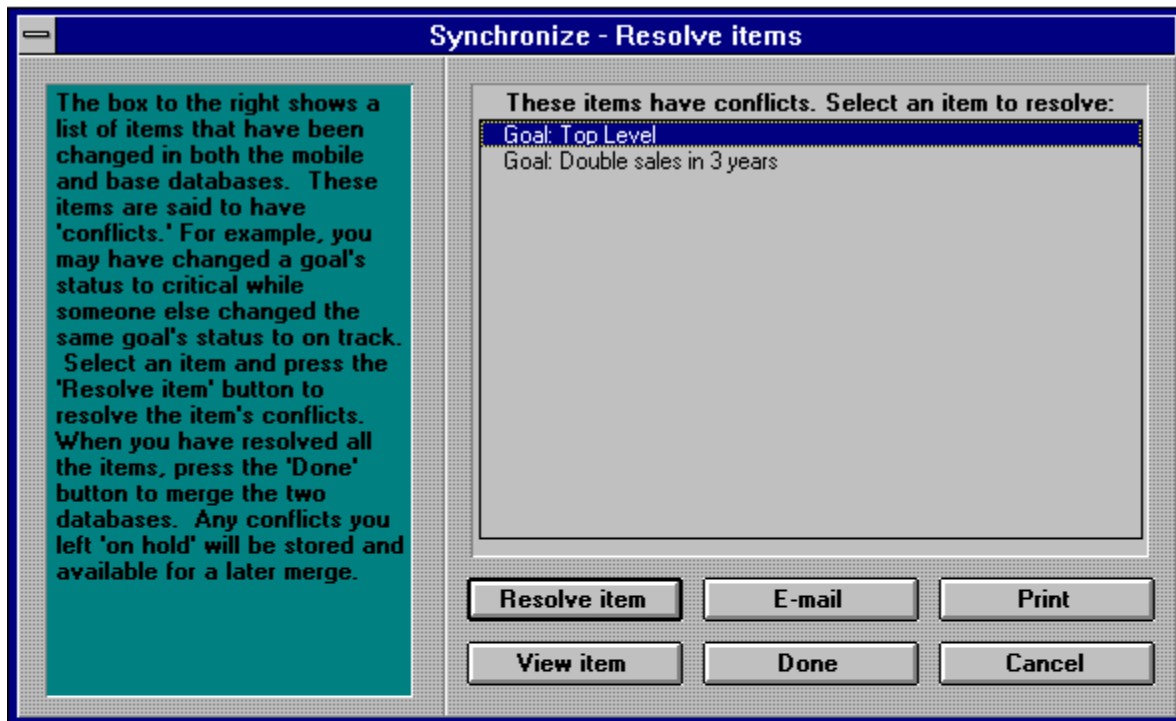 Synchronize - Resolve items
The box to the right shows a
list of items that have been
changed in both the mobile
and base databases.  These
items are said to have
'conflicts.' For example, you
may have changed a goal's
status to critical while
someone else changed the
same goal's status to on track.
Select an item and press the
'Resolve item' button to
resolve the item's conflicts.
When you have resolved all
the items, press the 'Done'
button to merge the two
databases.  Any conflicts you
left 'on hold' will be stored and
available for a later merge.
These items have conflicts. Select an item to resolve:
Goal: Top Level
Goal: Double sales in 3 years
Resolve item
E-mail
Print
View item
Done
Cancel